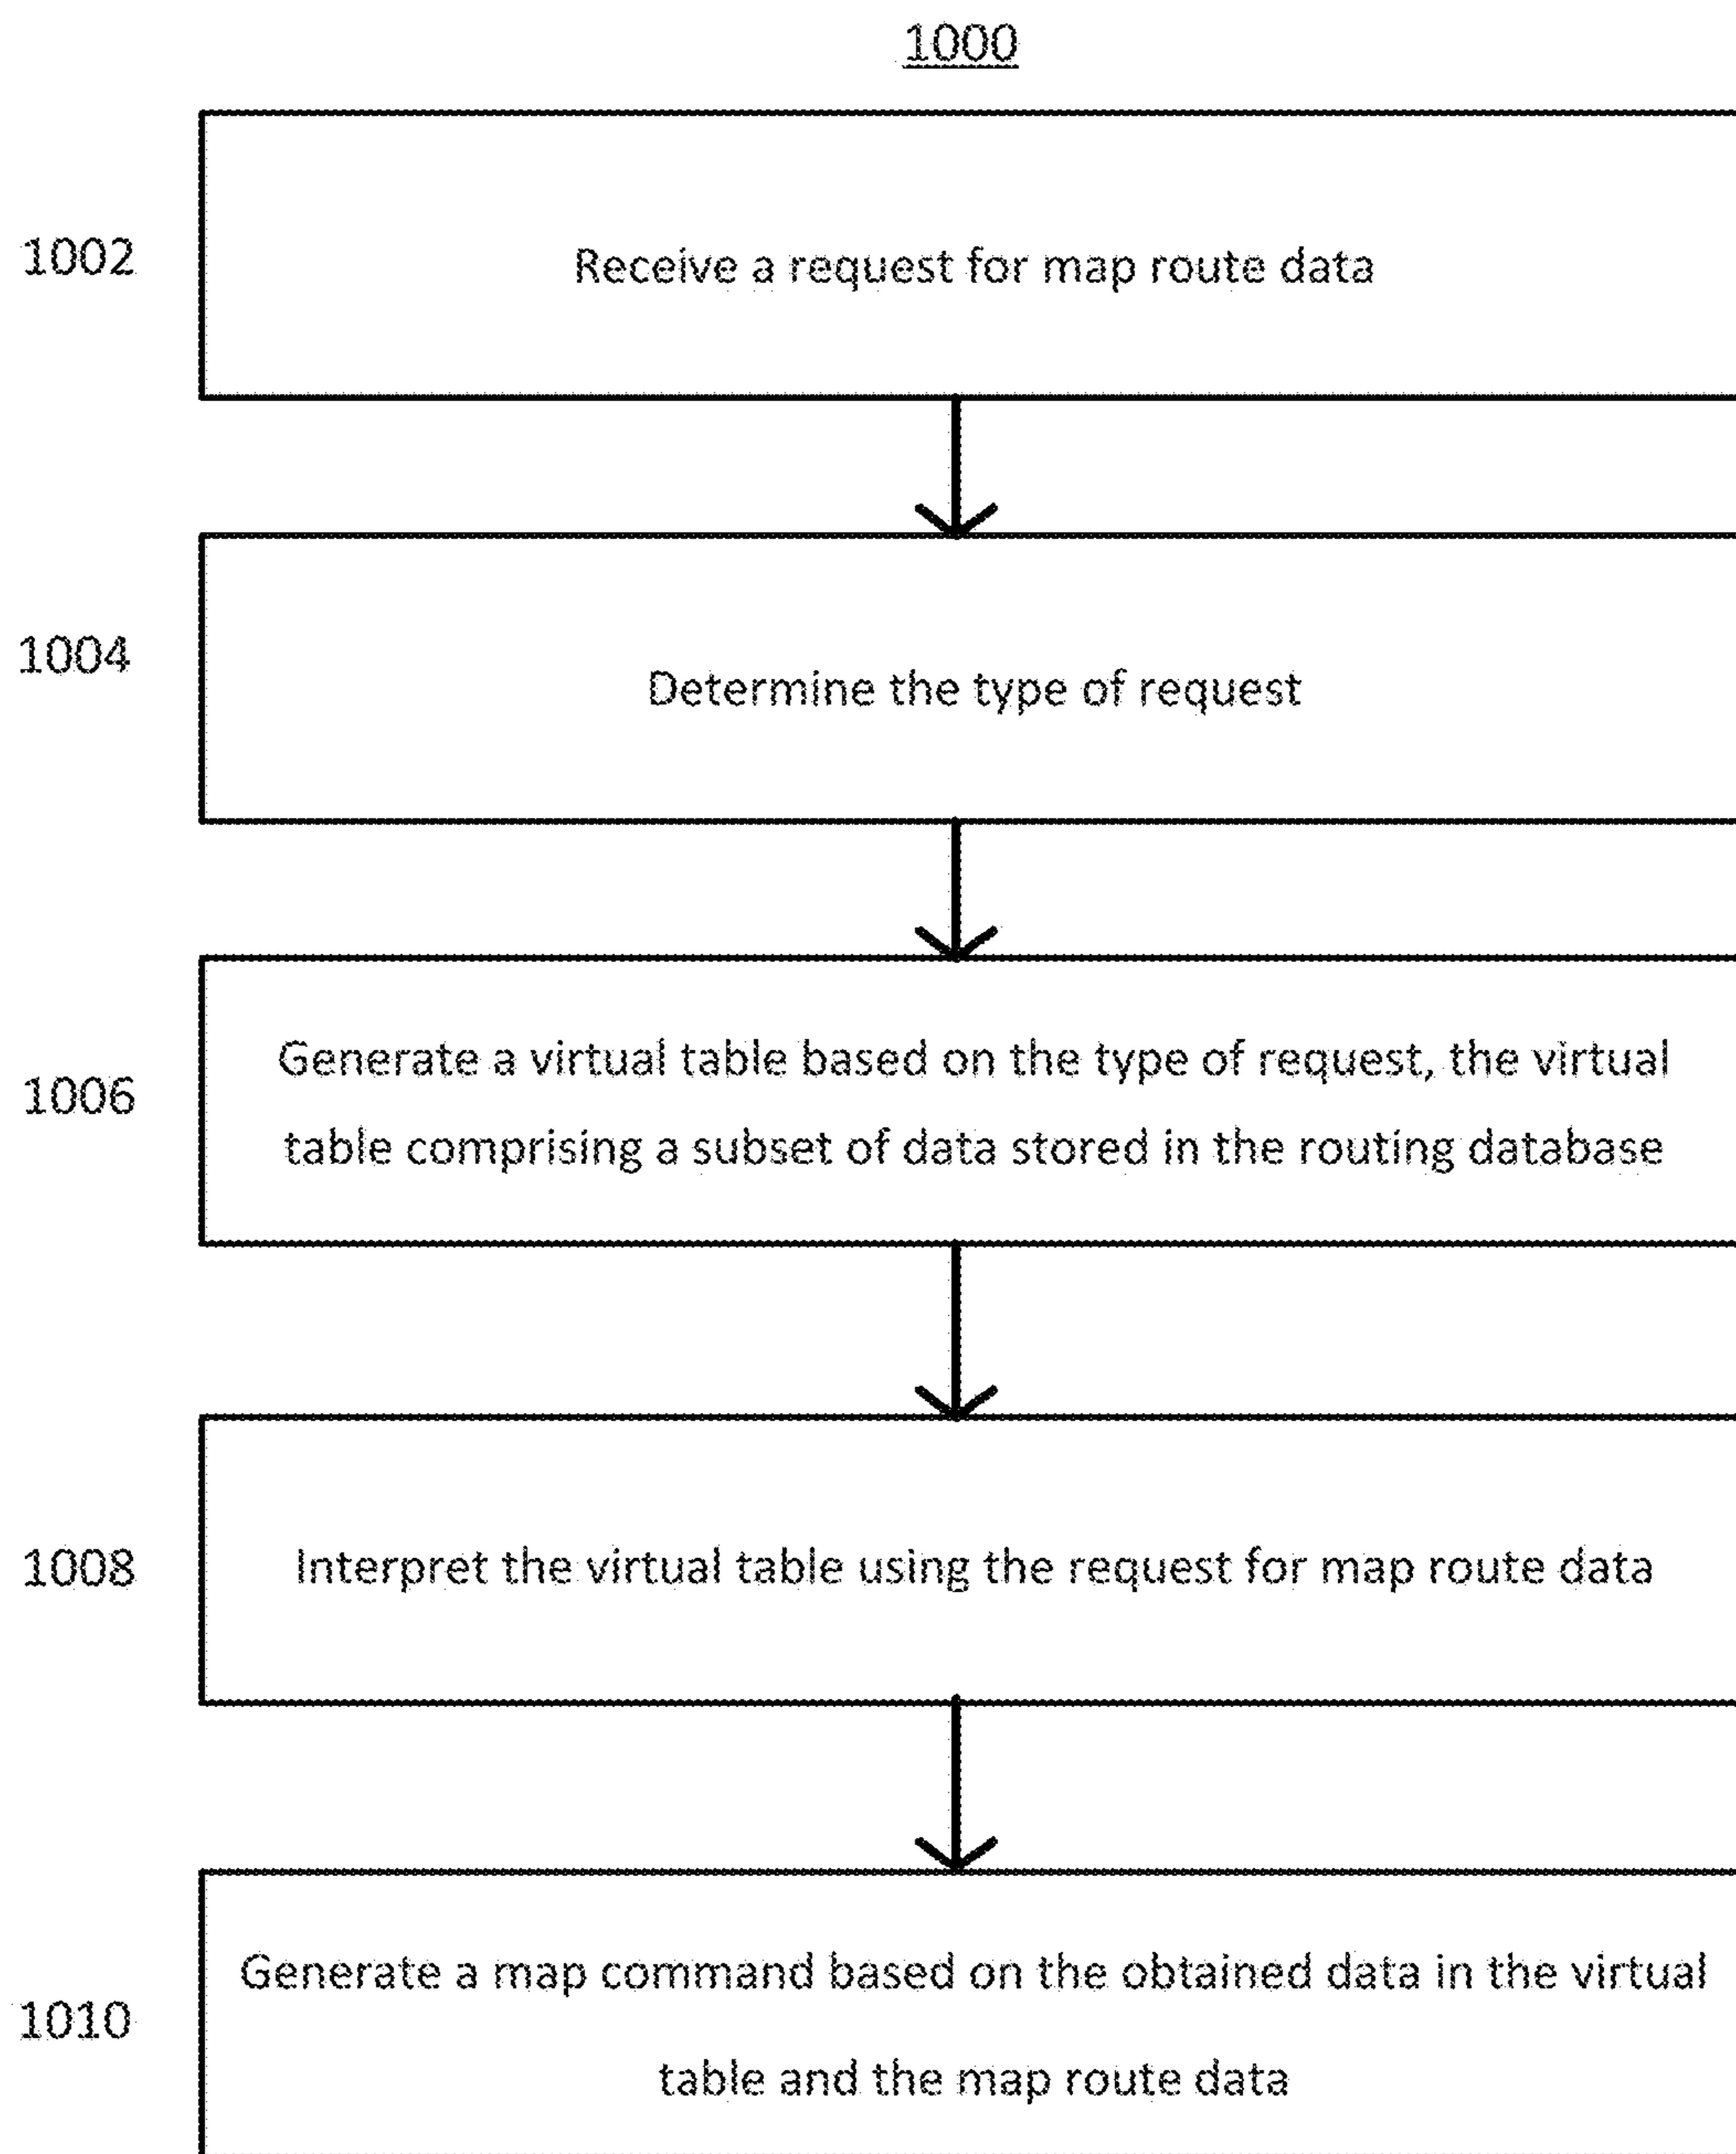 1000
1002
Receive a request for map route data
1004
Determine the type of request
Generate a virtual table based on the type of request, the virtual
1006
table comprising a subset of data stored in the routing database
1008
Interpret the virtual table using the request for map route data
Generate a map command based on the obtained data in the virtual
1010
table and the map route data